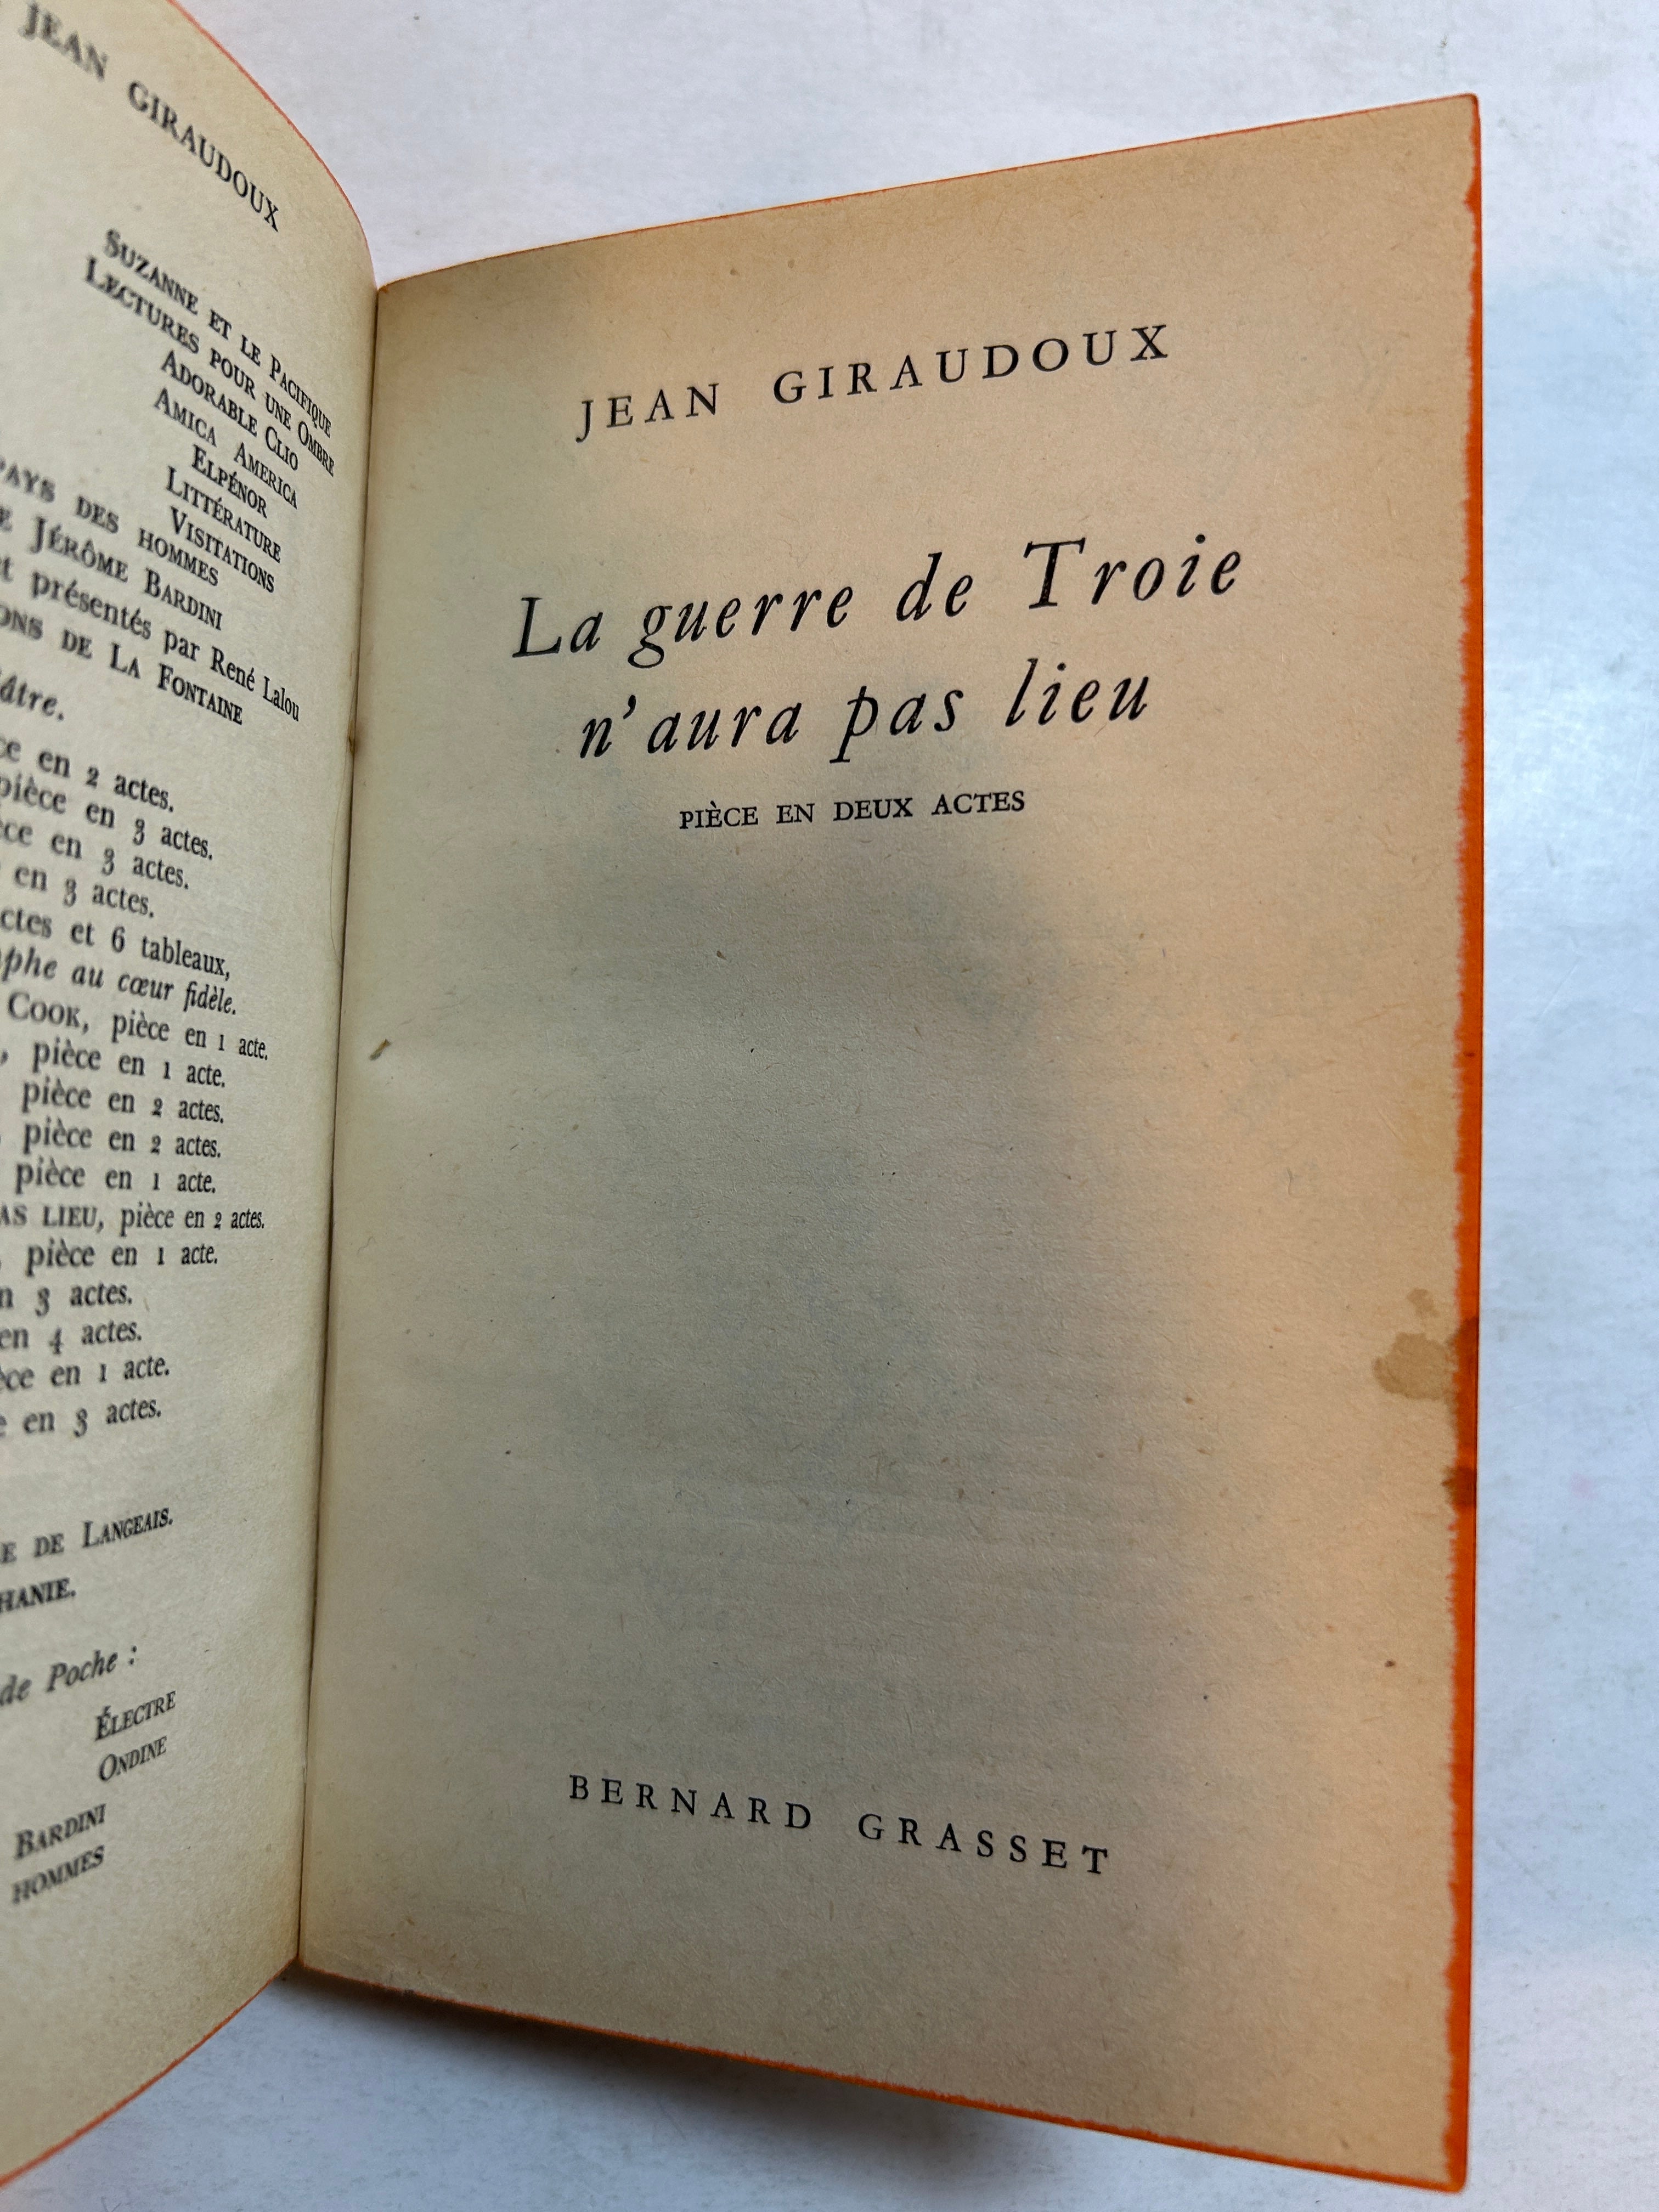 JEAN GIRAUDOUX
SUZANNE ET LE PACIFIQUE
LECTURES POUR UNE OMBRE
ADORABLE CLIO
AMICA AMERICA
ELPÉNOR
LITTÉRATURE
VISITATIONS
PAYS DES HOMMES
JÉRÔME BARDINI
présentés par René Lalou
DE LA FONTAINE
en 2 actes.
pièce en 3 actes.
en 3 actes.
en 3 actes.
et 6 tableaux,
au cœur fidèle.
COOK, pièce en 1 acte.
pièce en 1 acte.
pièce en 2 actes.
pièce en 2 actes.
pièce en 1 acte.
LIEU, pièce en 2 actes.
pièce en 1 acte.
3 actes.
en 4 actes.
en 1 acte.
en 3 actes.
DE LANGEAIS.
de Poche :
ÉLECTRE
ONDINE
BARDINI
HOMMES
JEAN GIRAUDOUX
La guerre de Troie
n'aura pas lieu
PIÈCE EN DEUX ACTES
BERNARD GRASSET